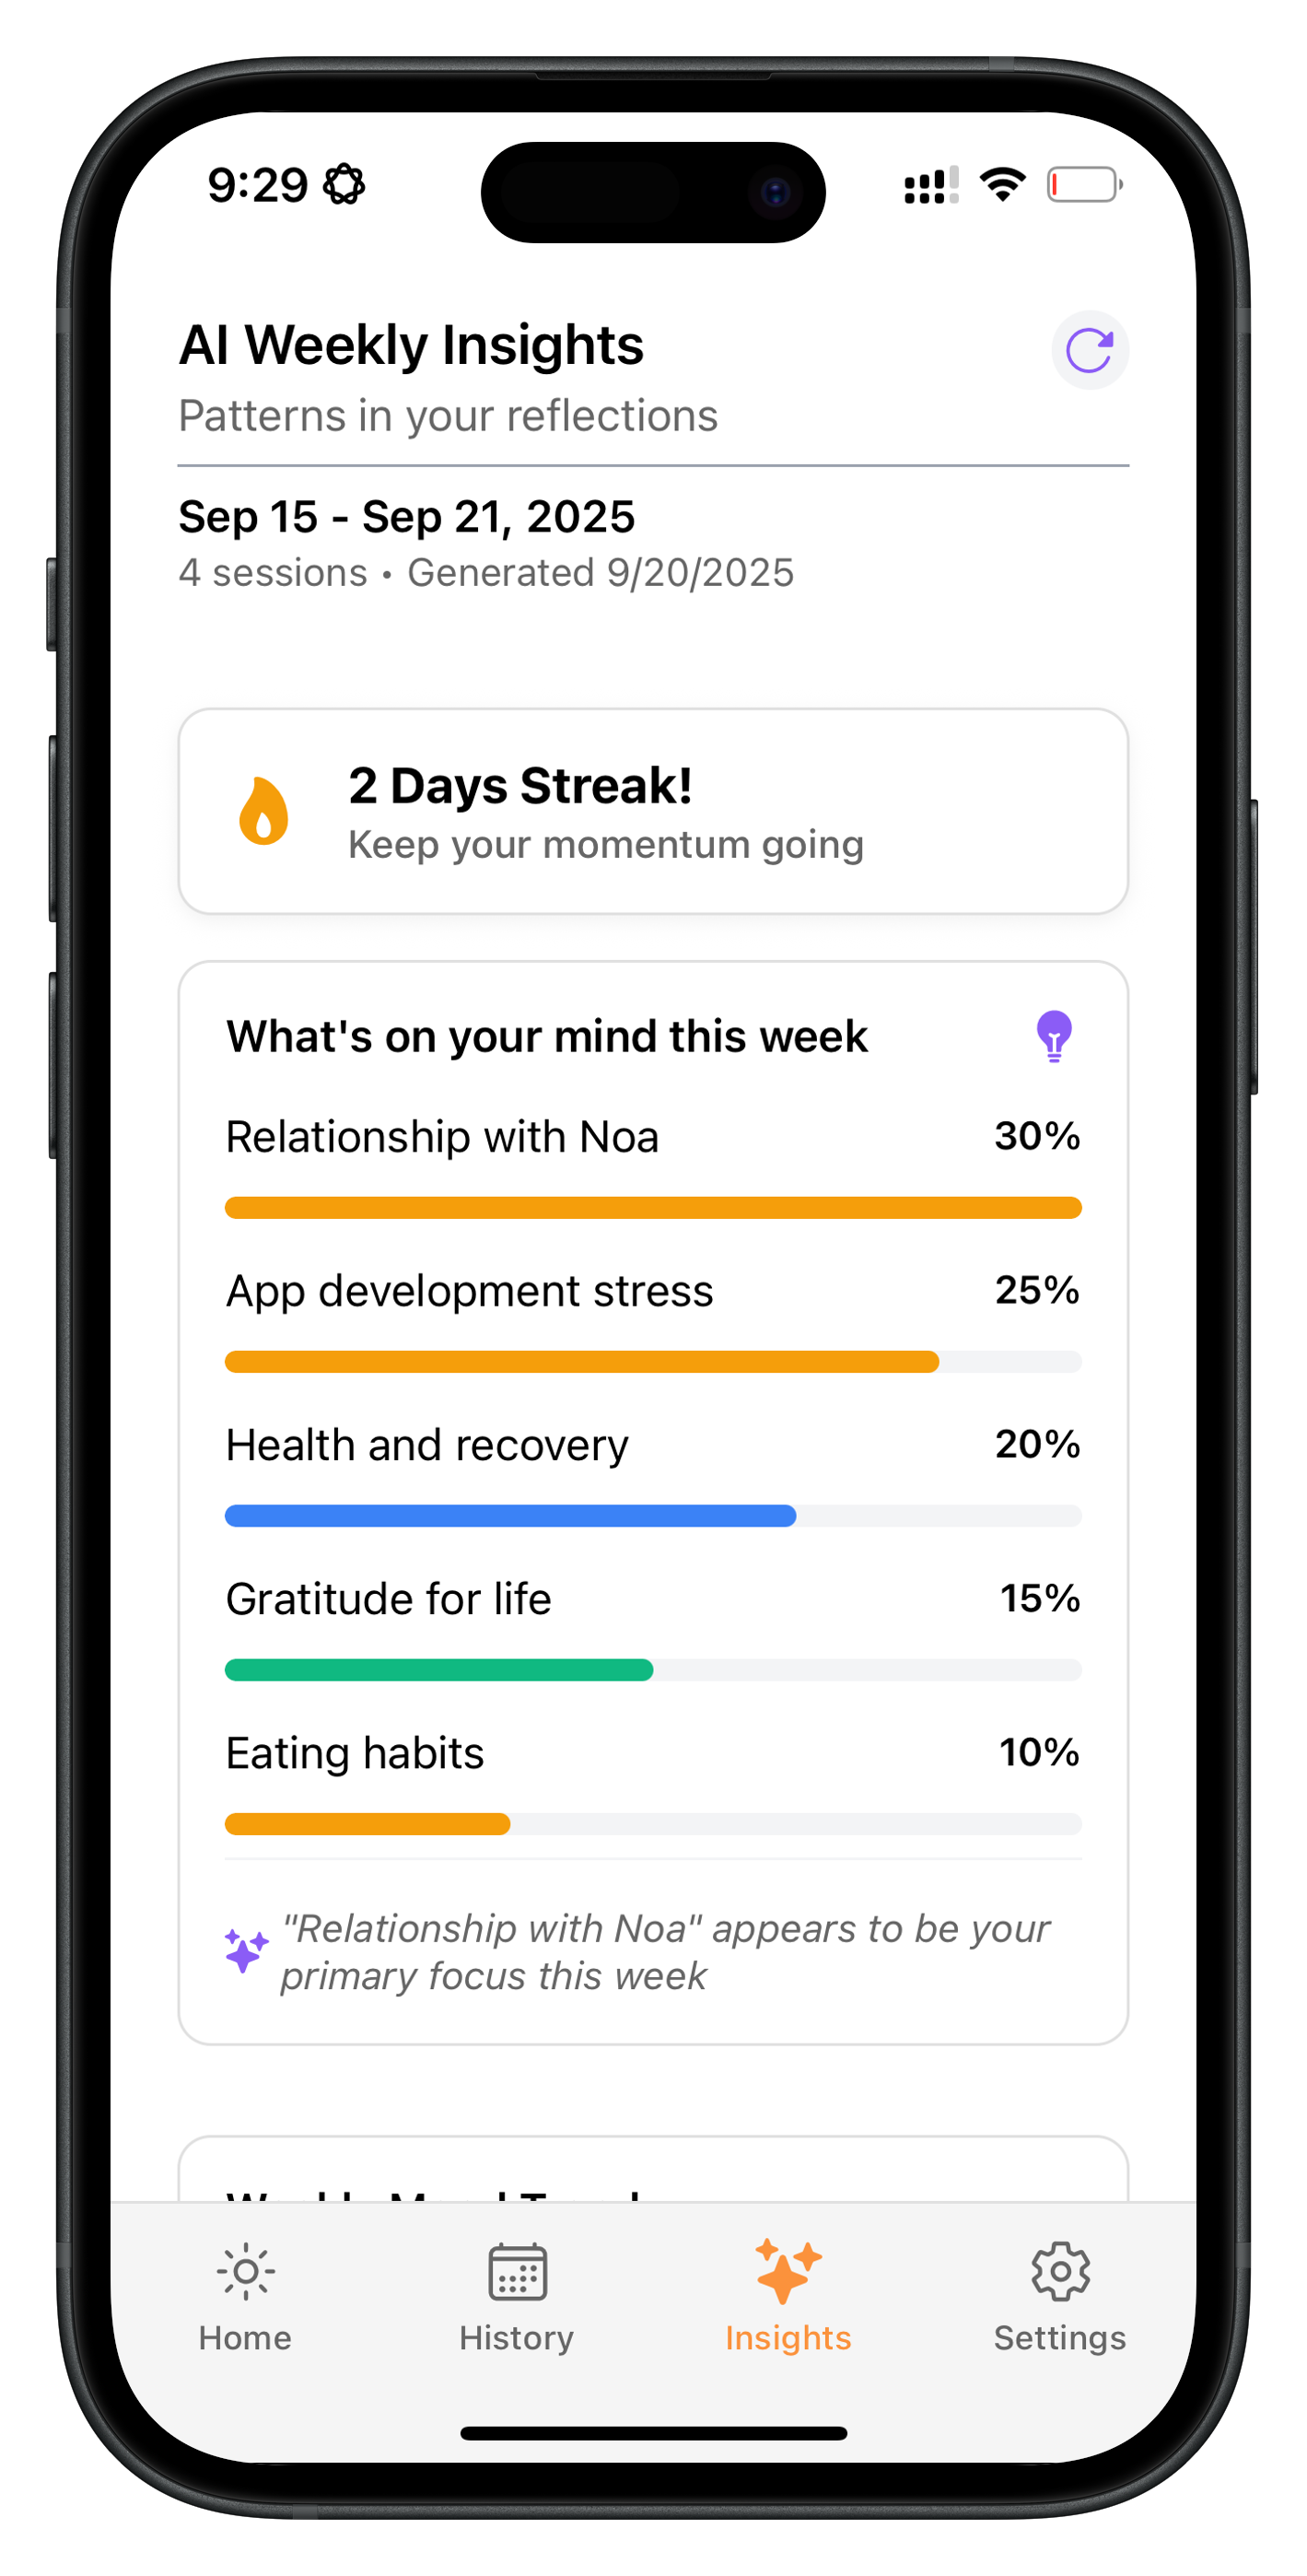 9:29
AI Weekly Insights
Patterns in your reflections
Sep 15 - Sep 21, 2025
4 sessions • Generated 9/20/2025
2 Days Streak!
Keep your momentum going
What's on your mind this week
Relationship with Noa 30%
App development stress 25%
Health and recovery 20%
Gratitude for life 15%
Eating habits 10%
"Relationship with Noa" appears to be your
primary focus this week
Home History Insights Settings